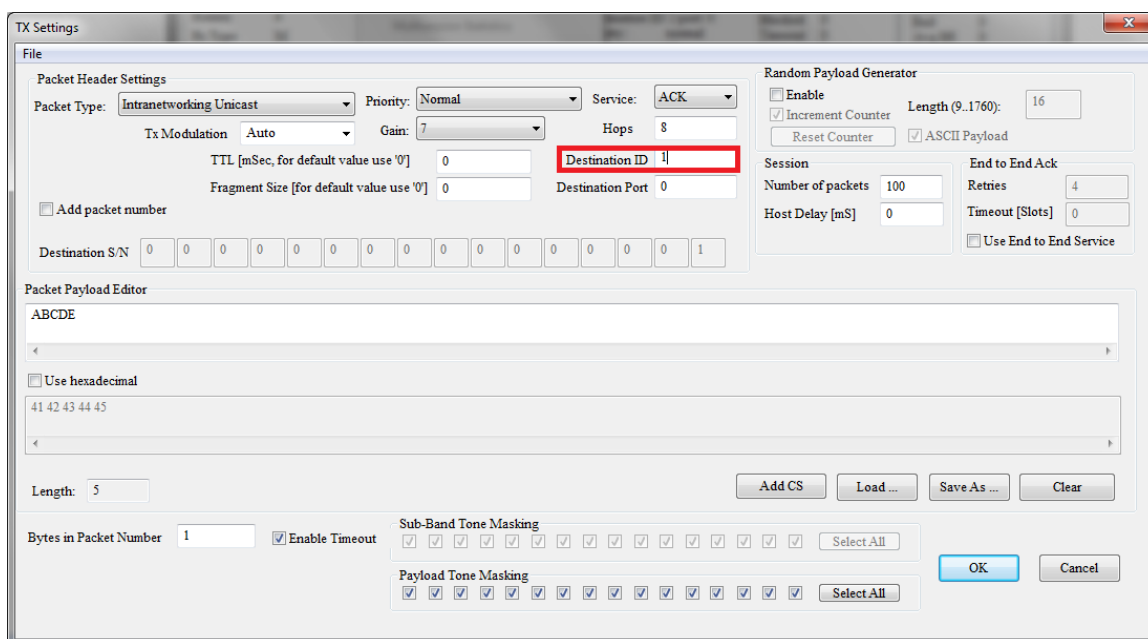 TX Settings
File
Packet Header Settings
Packet Type: Intranetworking Unicast Priority: Normal Service: ACK
Tx Modulation Auto Gain: 7 Hops 8
TTL [mSec, for default value use '0'] 0 Destination ID 1
Fragment Size [for default value use '0'] 0 Destination Port 0
Add packet number
Destination S/N 0 0 0 0 0 0 0 0 0 0 0 0 0 0 0 1
Random Payload Generator
Enable
Increment Counter Length (9..1760): 16
Reset Counter ASCII Payload
Session
Number of packets 100
Host Delay [mS] 0
End to End Ack
Retries 4
Timeout [Slots] 0
Use End to End Service
Packet Payload Editor
ABCDE
Use hexadecimal
41 42 43 44 45
Length: 5 Add CS Load ... Save As ... Clear
Bytes in Packet Number 1 Enable Timeout
Sub-Band Tone Masking
Select All
Payload Tone Masking
Select All
OK Cancel